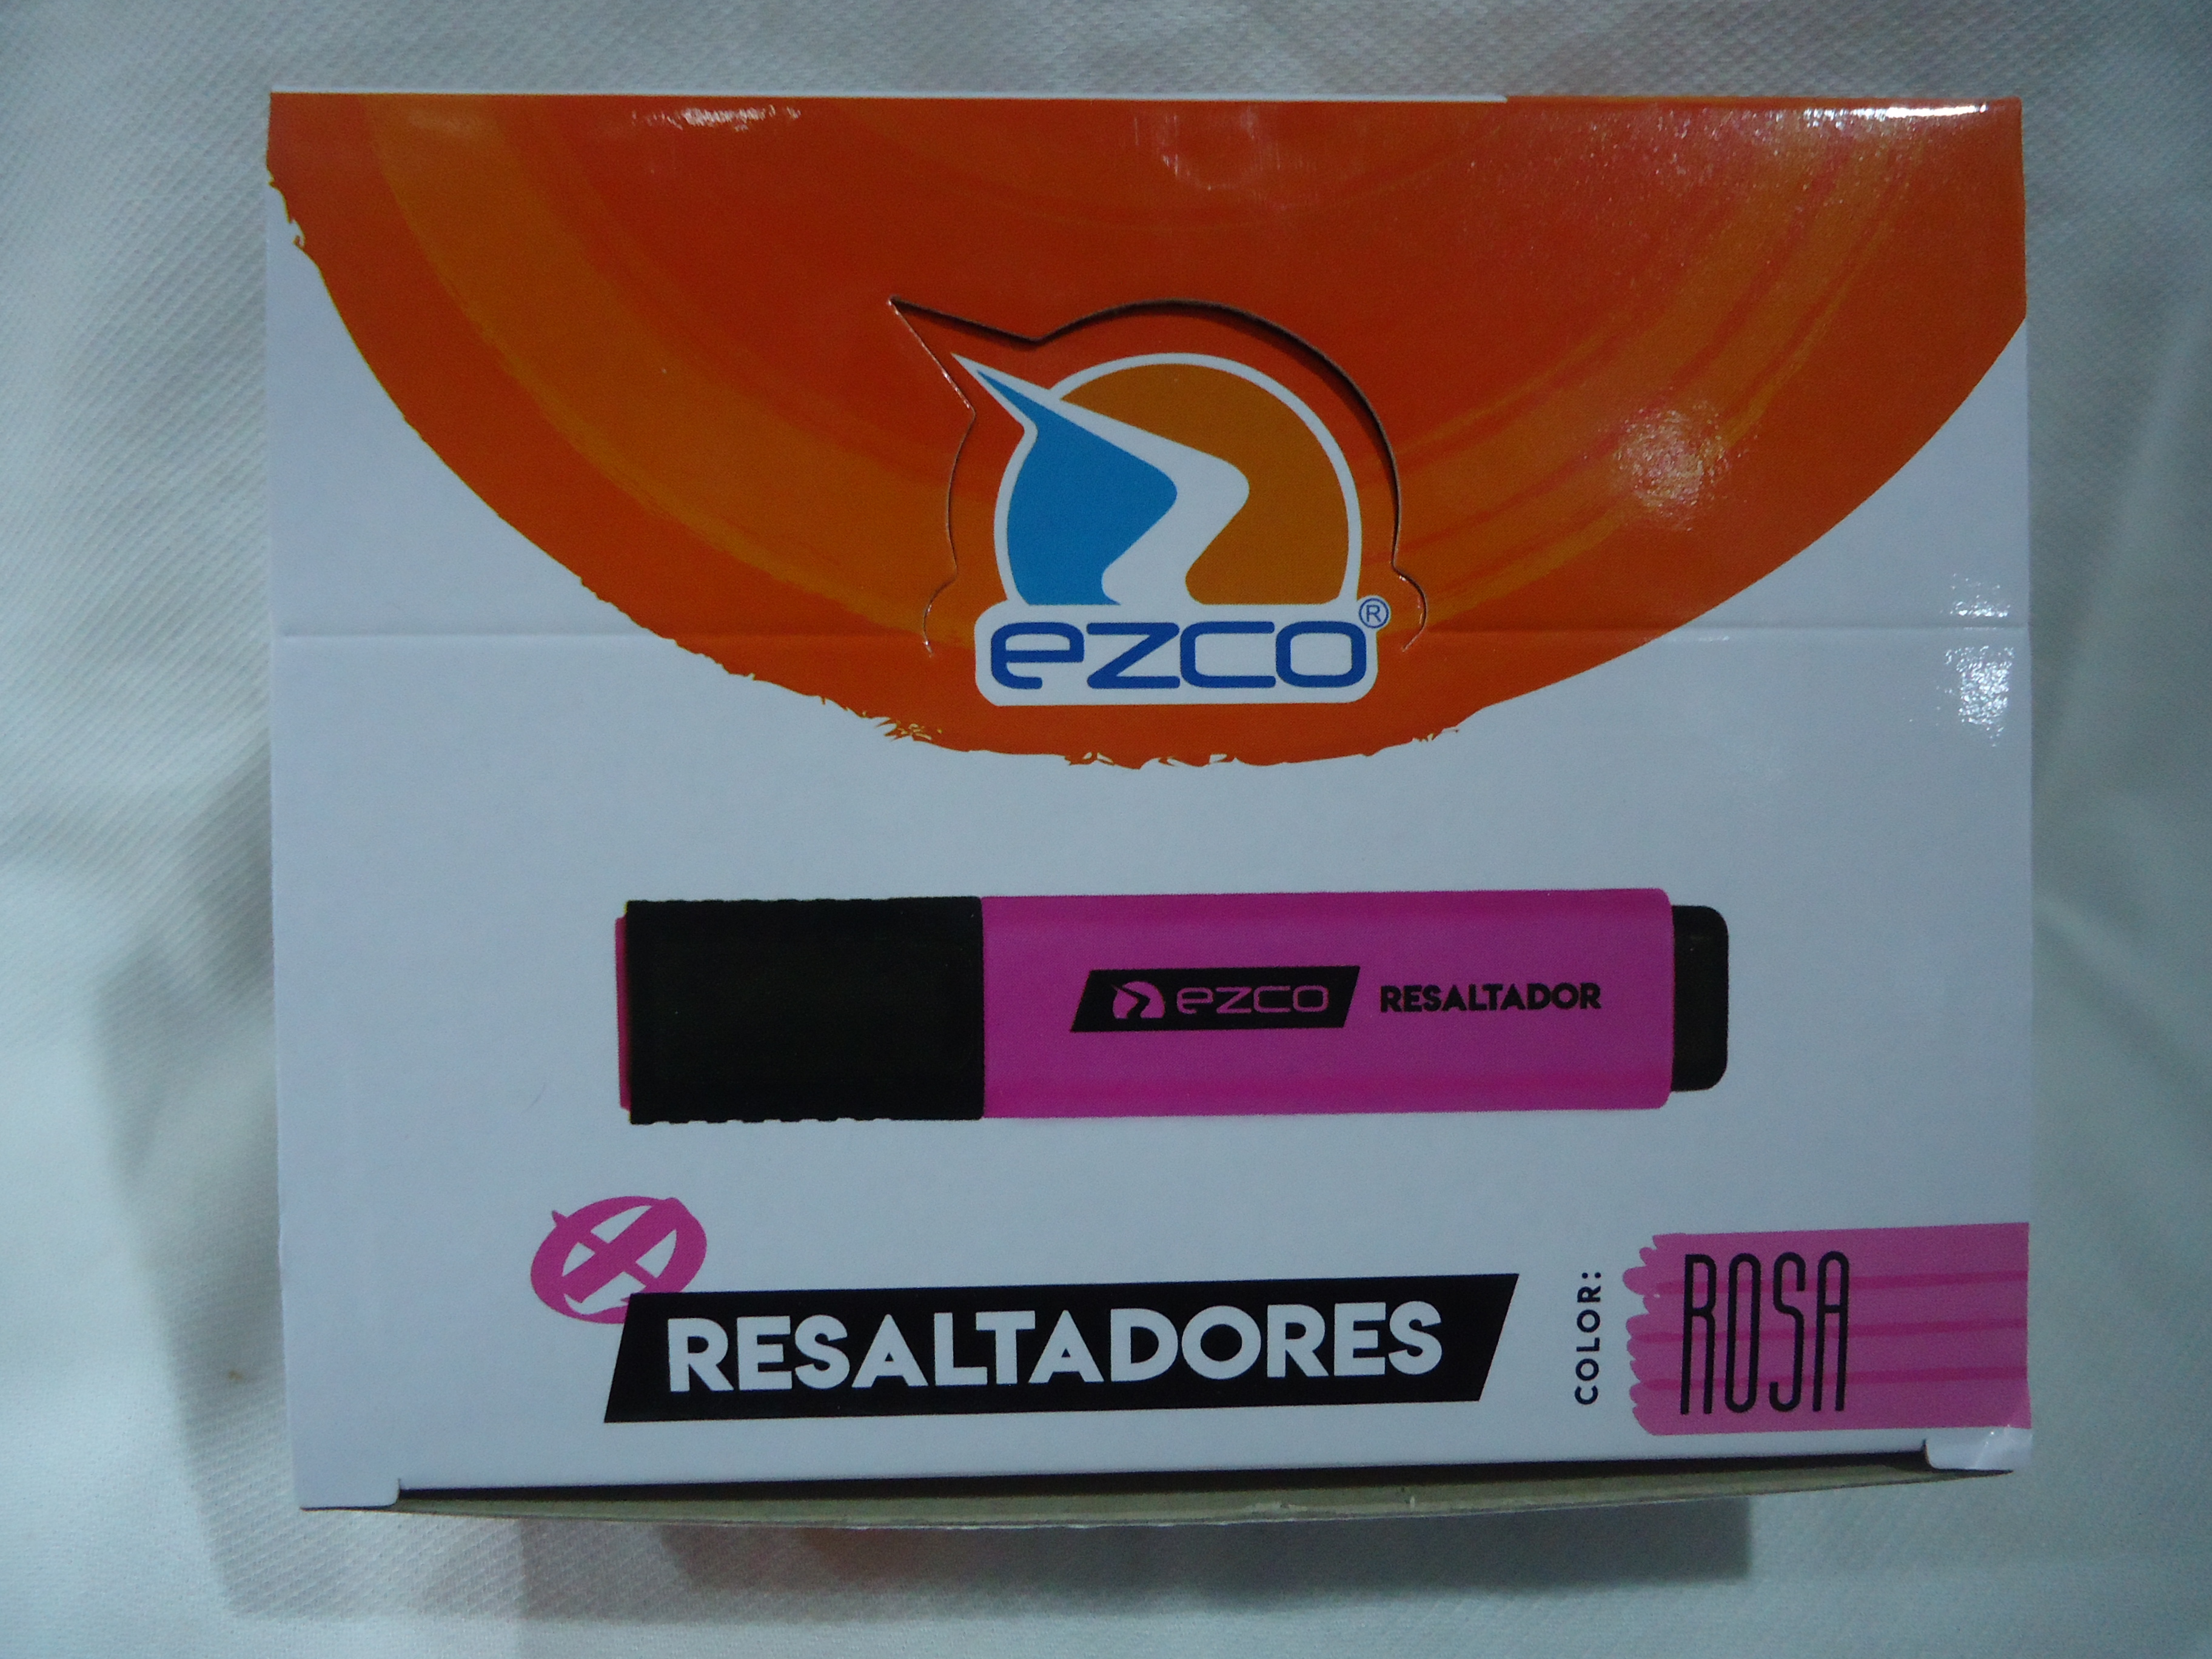 ezco®
ezco RESALTADOR
RESALTADORES
COLOR:
ROSA